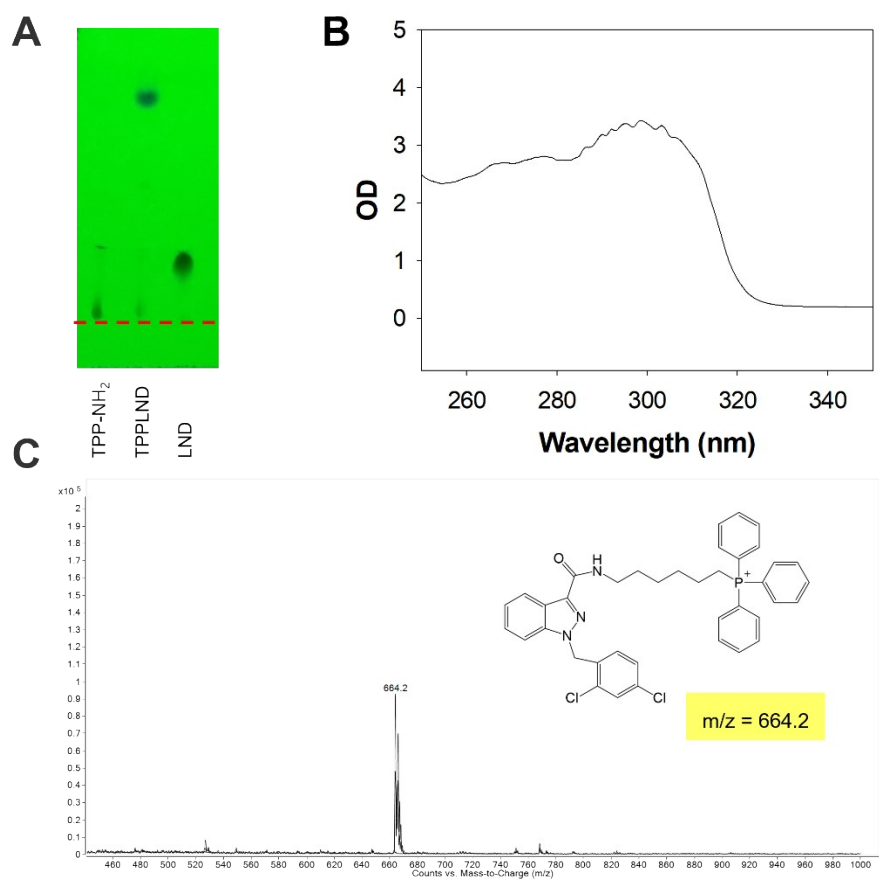 A
TPP-NH₂
TPPLND
LND
B
5
4
3
2
1
0
OD
260
280
300
320
340
Wavelength (nm)
C
x10 ⁵
2
1.9
1.8
1.7
1.6
1.5
1.4
1.3
1.2
1.1
1
0.9
0.8
0.7
0.6
0.5
0.4
0.3
0.2
0.1
0
664.2
O
H
N
P
+
N
N
Cl
Cl
m/z = 664.2
460 480 500 520 540 560 580 600 620 640 660 680 700 720 740 760 780 800 820 840 860 880 900 920 940 960 980 1000
Counts vs. Mass-to-Charge (m/z)